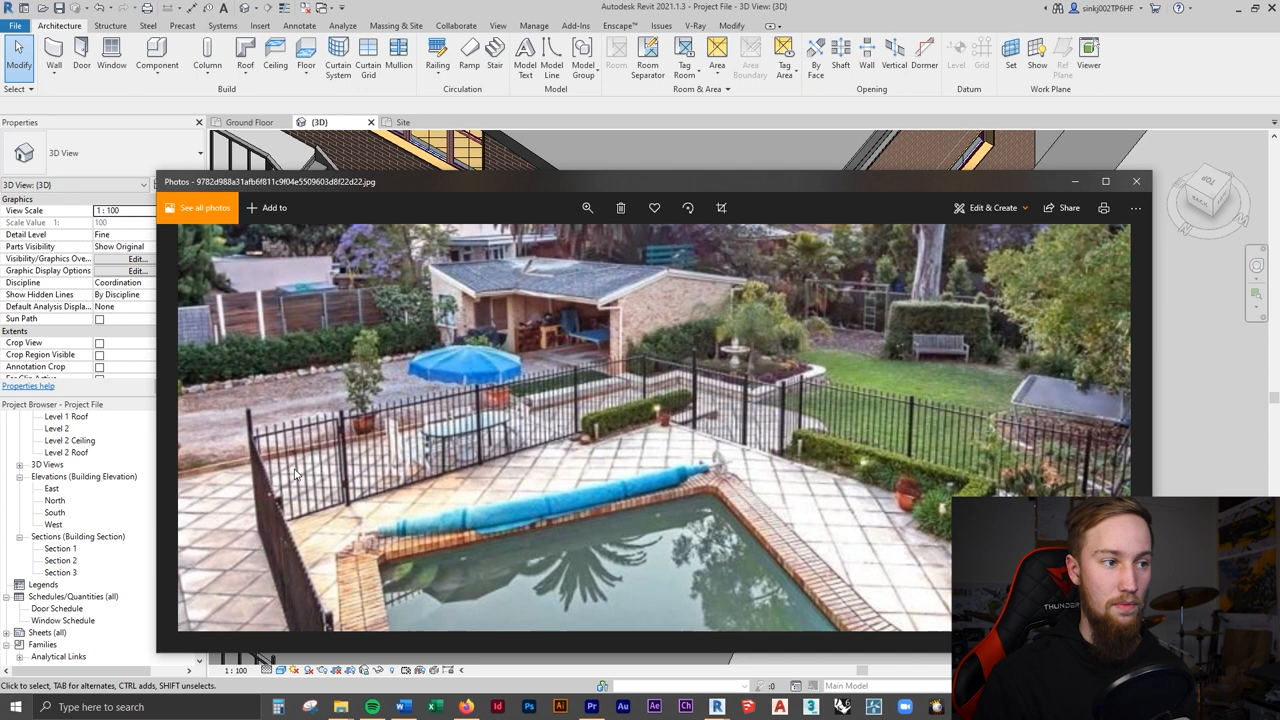 Autodesk Revit 2021.1.3 - Project File - 3D View: {3D}
sinkj002TP6HF
File Architecture Structure Steel Precast Systems Insert Annotate Analyze Massing & Site Collaborate View Manage Add-Ins Enscape™ Issues V-Ray Modify
Modify Wall Door Window Component Column Roof Ceiling Floor Curtain System Curtain Grid Mullion Railing Ramp Stair Model Text Model Line Model Group Room Room Separator Tag Room Area Area Boundary Tag Area By Face Shaft Wall Vertical Dormer Level Grid Set Show Ref Plane Viewer
Select Build Circulation Model Room & Area Opening Datum Work Plane
Properties
Ground Floor {3D} Site
3D View
3D View: {3D}
Graphics
View Scale 1 : 100
Scale Value 1: 100
Detail Level Fine
Parts Visibility Show Original
Visibility/Graphics Ove... Edit...
Graphic Display Options Edit...
Discipline Coordination
Show Hidden Lines By Discipline
Default Analysis Displa... None
Sun Path
Extents
Crop View
Crop Region Visible
Annotation Crop
Properties help
Project Browser - Project File
Level 1 Roof
Level 2
Level 2 Ceiling
Level 2 Roof
3D Views
Elevations (Building Elevation)
East
North
South
West
Sections (Building Section)
Section 1
Section 2
Section 3
Legends
Schedules/Quantities (all)
Door Schedule
Window Schedule
Sheets (all)
Families
Analytical Links
Photos - 9782d988a31afb6f811c9f04e5509603d8f22d22.jpg
See all photos Add to Edit & Create Share
TOP
BACK
THUNDER
1 : 100
Click to select, TAB for alternates, CTRL adds, SHIFT unselects.
:0
Main Model
Type here to search